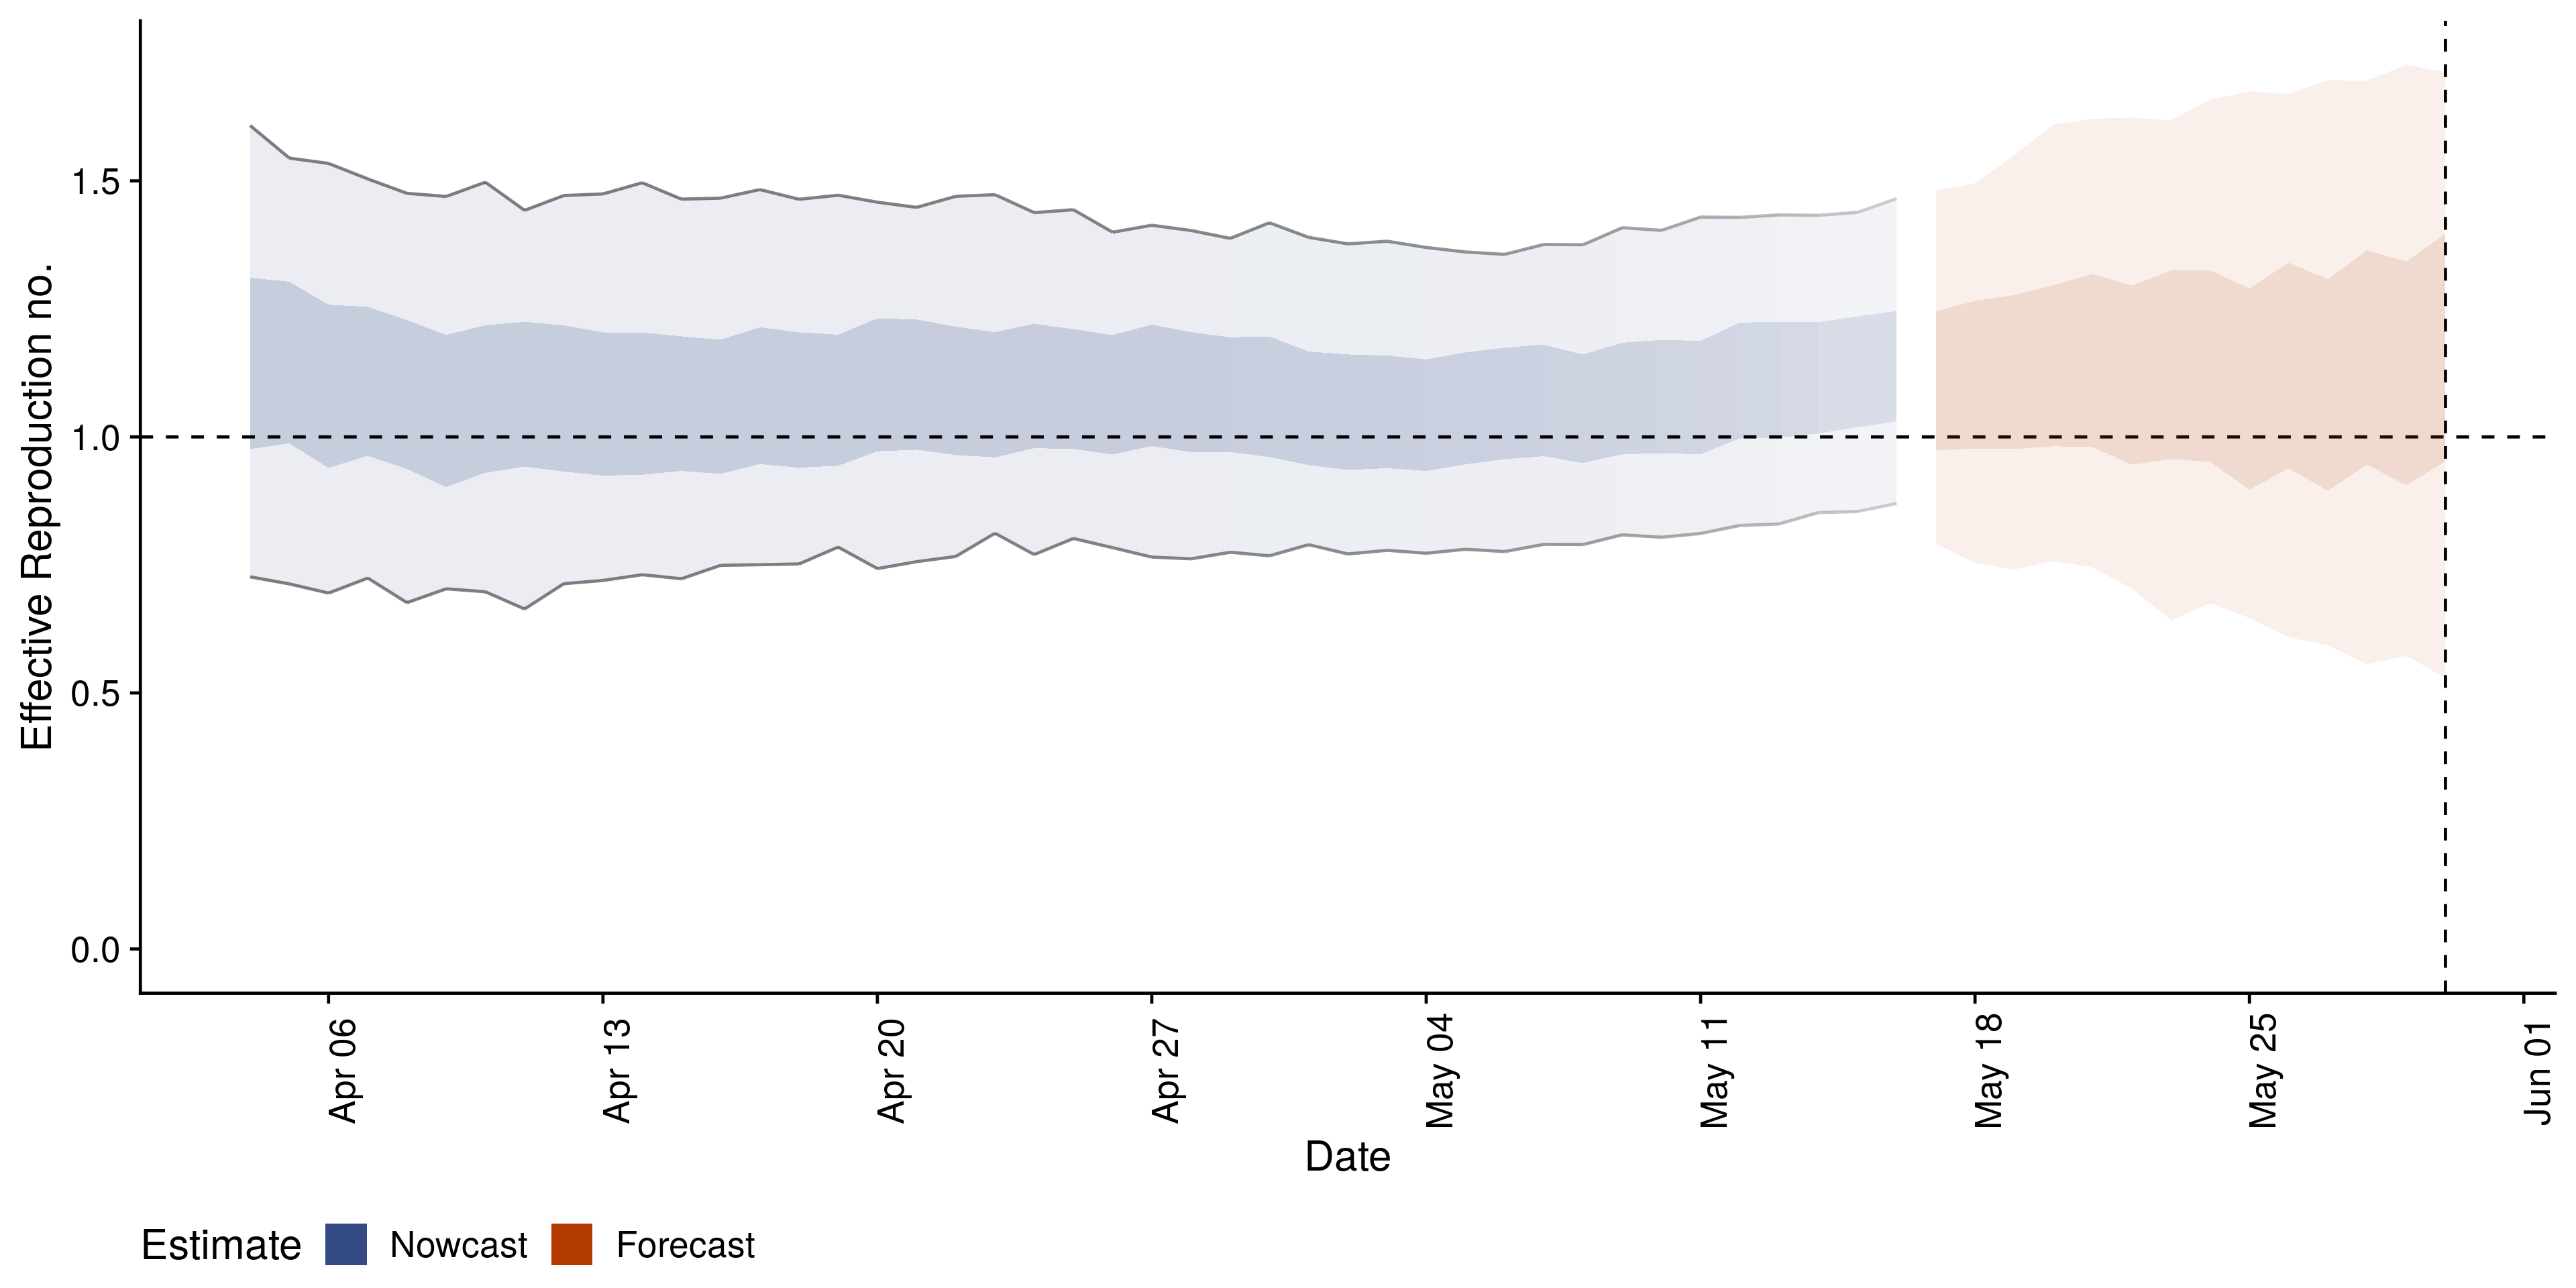 Effective Reproduction no.
1.5
1.0
0.5
0.0
Apr 06
Apr 13
Apr 20
Apr 27
May 04
May 11
May 18
May 25
Jun 01
Date
Estimate Nowcast Forecast